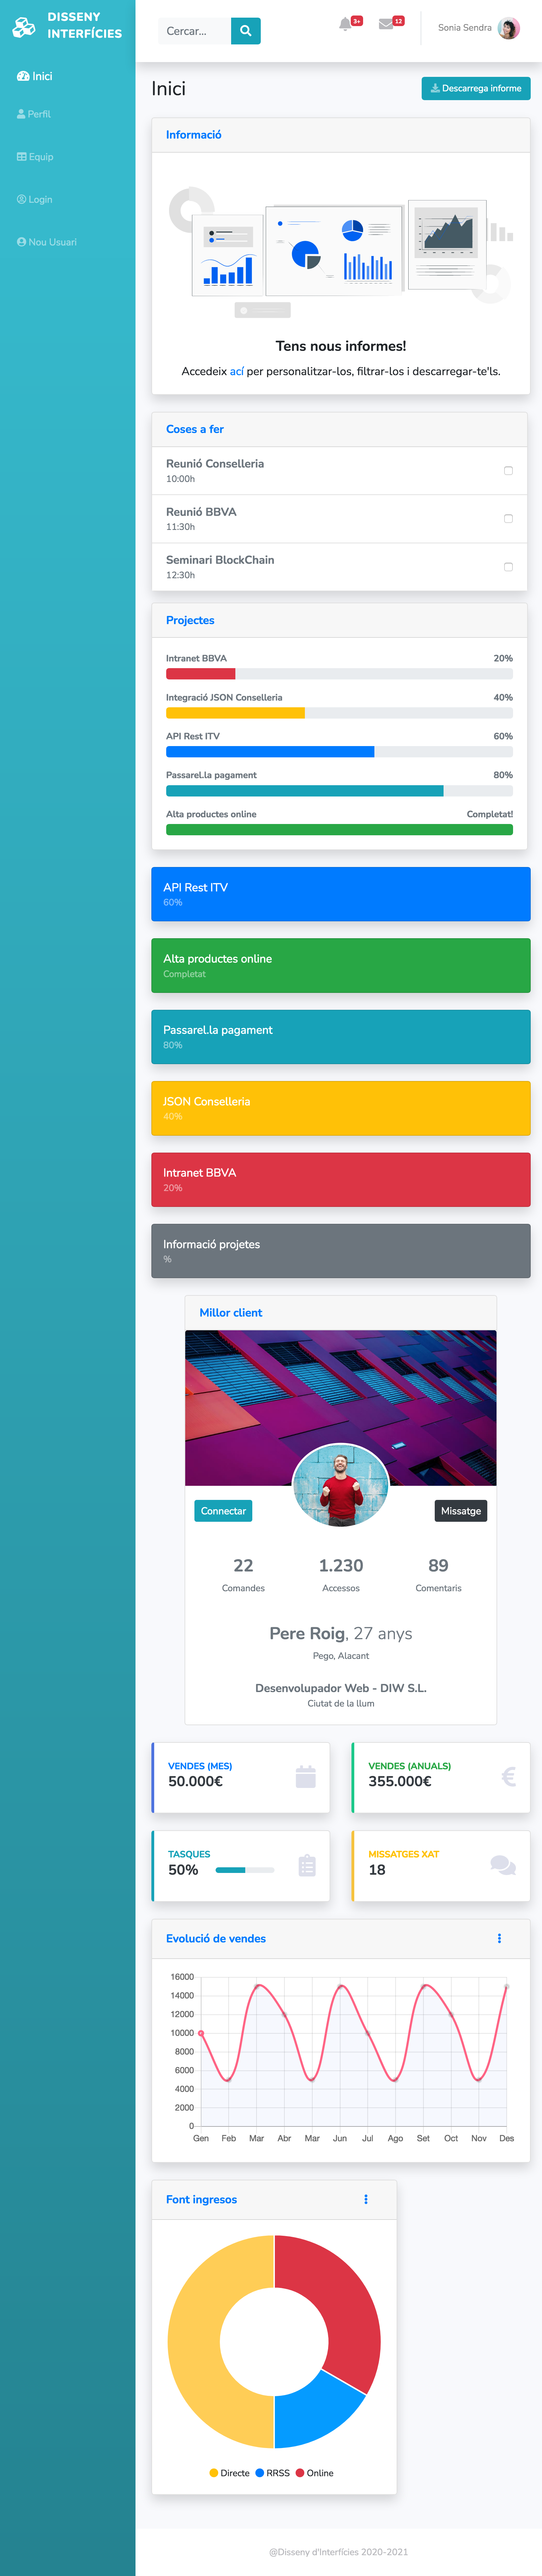 DISSENY
INTERFÍCIES
Inici
Perfil
Equip
Login
Nou Usuari
Cercar...
3+
12
Sonia Sendra
Inici
Descarrega informe
Informació
Tens nous informes!
Accedeix ací per personalitzar-los, filtrar-los i descarregar-te'ls.
Coses a fer
Reunió Conselleria
10:00h
Reunió BBVA
11:30h
Seminari BlockChain
12:30h
Projectes
Intranet BBVA 20%
Integració JSON Conselleria 40%
API Rest ITV 60%
Passarel.la pagament 80%
Alta productes online Completat!
API Rest ITV
60%
Alta productes online
Completat
Passarel.la pagament
80%
JSON Conselleria
40%
Intranet BBVA
20%
Informació projetes
%
Millor client
Connectar
Missatge
22 1.230 89
Comandes Accessos Comentaris
Pere Roig, 27 anys
Pego, Alacant
Desenvolupador Web - DIW S.L.
Ciutat de la llum
VENDES (MES)
50.000€
VENDES (ANUALS)
355.000€
€
TASQUES
50%
MISSATGES XAT
18
Evolució de vendes
16000
14000
12000
10000
8000
6000
4000
2000
0
Gen Feb Mar Abr Mar Jun Jul Ago Set Oct Nov Des
Font ingresos
Directe RRSS Online
@Disseny d'Interfícies 2020-2021